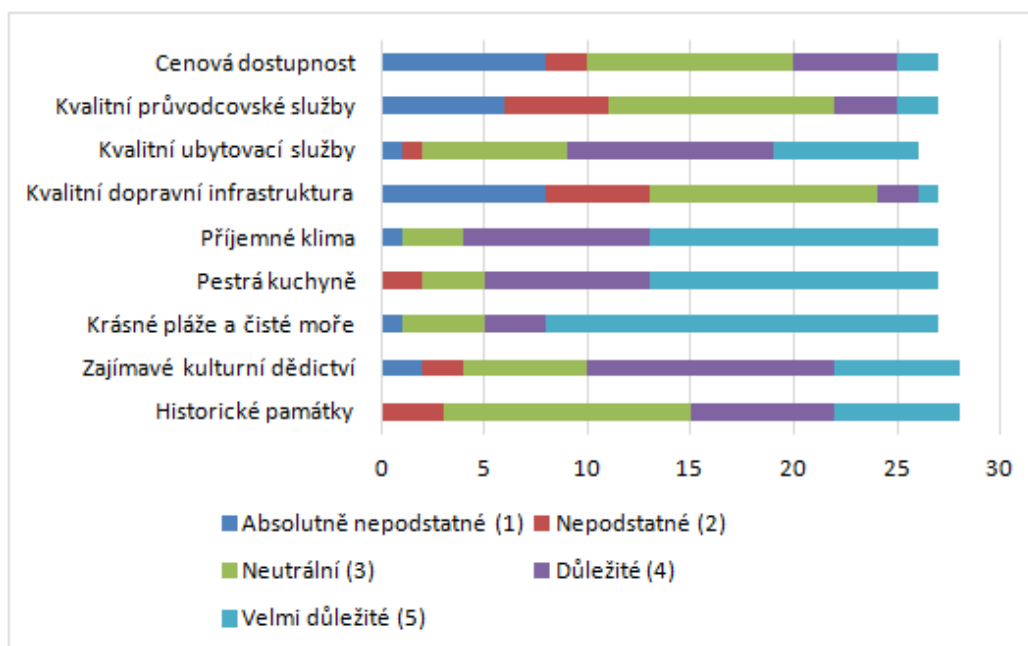 Cenová dostupnost
Kvalitní průvodcovské služby
Kvalitní ubytovací služby
Kvalitní dopravní infrastruktura
Příjemné klima
Pestrá kuchyně
Krásné pláže a čisté moře
Zajímavé kulturní dědictví
Historické památky
0 5 10 15 20 25 30
Absolutně nepodstatné (1) Nepodstatné (2)
Neutrální (3) Důležité (4)
Velmi důležité (5)